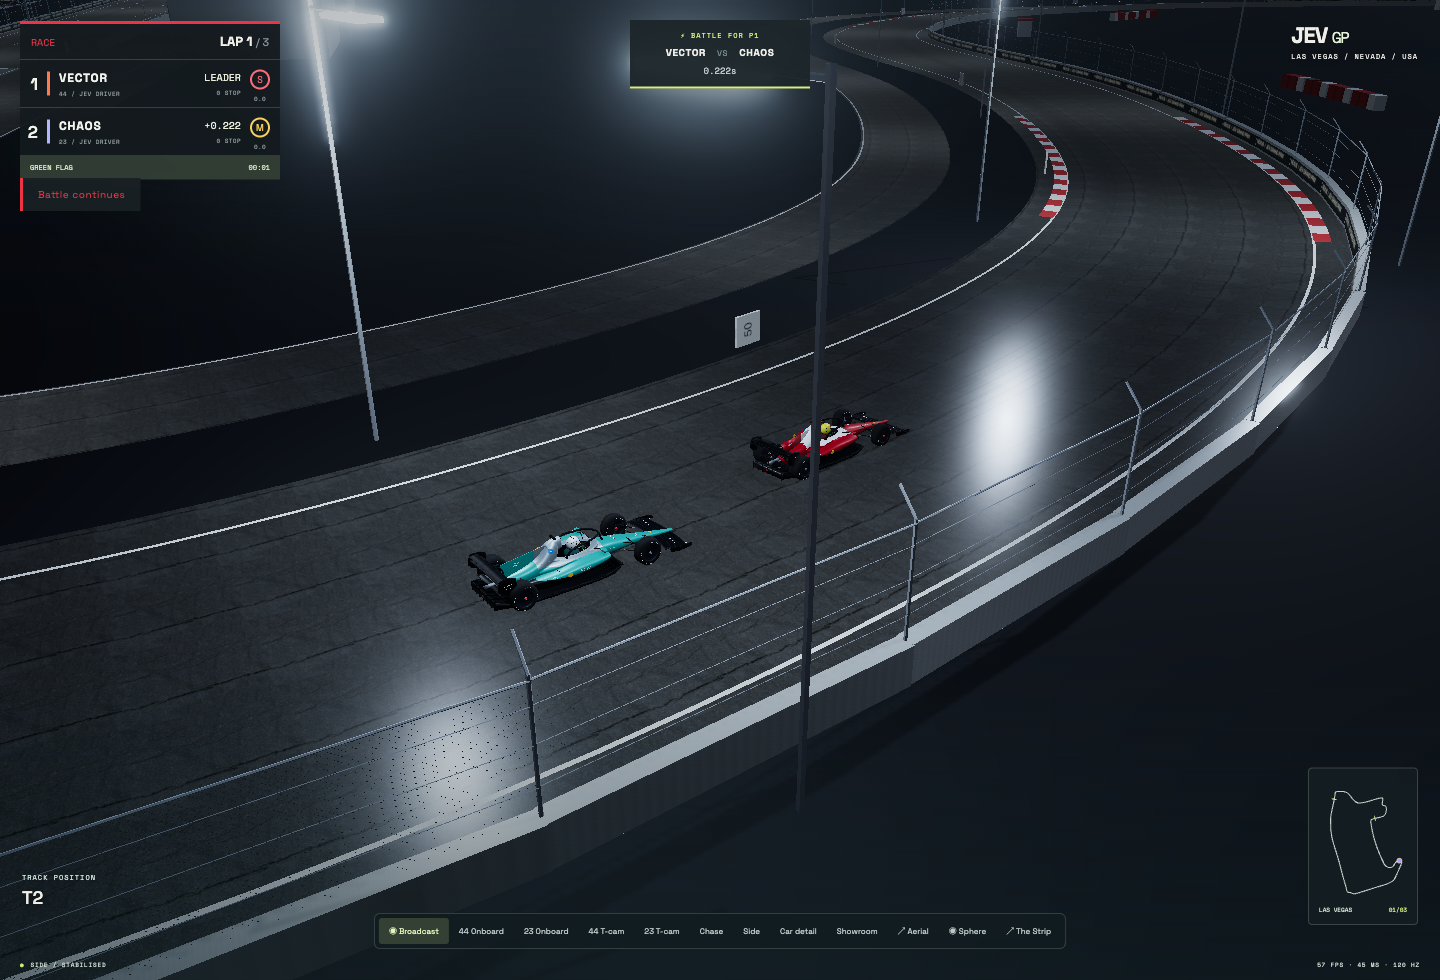 RACE
LAP 1 / 3
1 VECTOR LEADER S
44 / JEV DRIVER 0 STOP 0.0
2 CHAOS +0.222 M
23 / JEV DRIVER 0 STOP 0.0
GREEN FLAG 00:01
Battle continues
⚡ BATTLE FOR P1
VECTOR VS CHAOS
0.222s
JEV GP
LAS VEGAS / NEVADA / USA
50
TRACK POSITION
T2
LAS VEGAS 01/03
Broadcast 44 Onboard 23 Onboard 44 T-cam 23 T-cam Chase Side Car detail Showroom Aerial Sphere The Strip
SIDE / STABILISED
57 FPS · 45 MS · 120 HZ